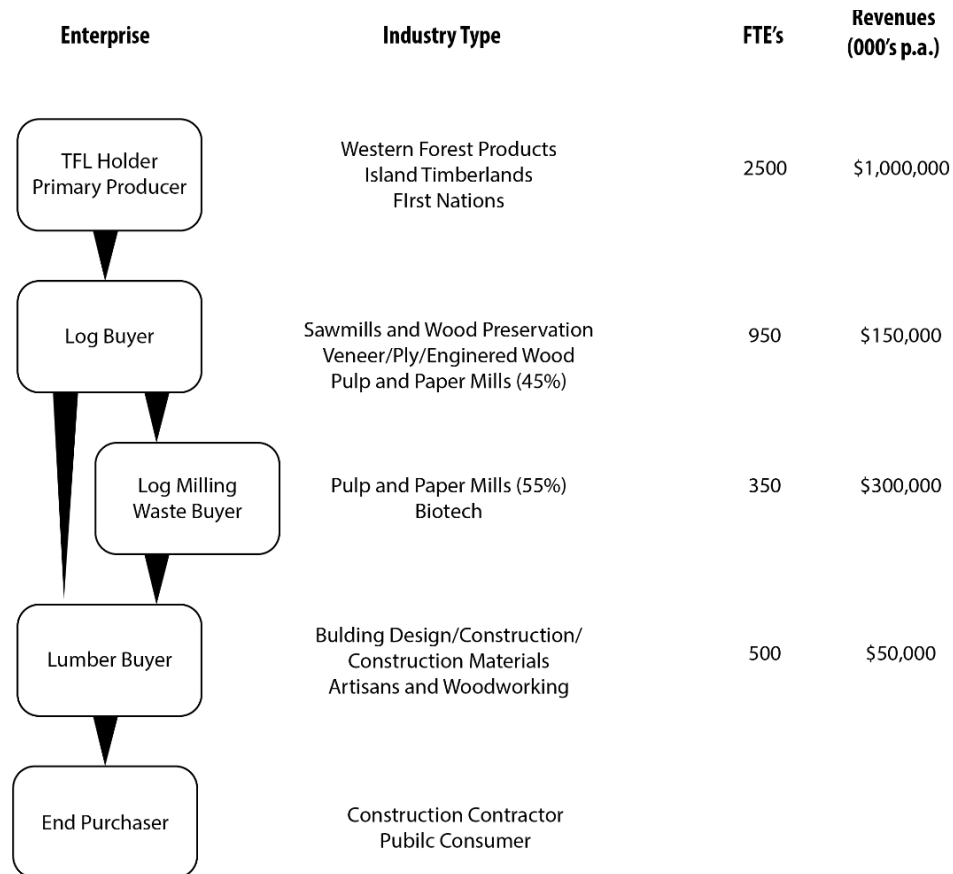 Enterprise
Industry Type
FTE's
Revenues
(000's p.a.)
TFL Holder
Primary Producer
Western Forest Products
Island Timberlands
FIrst Nations
2500
$1,000,000
Log Buyer
Sawmills and Wood Preservation
Veneer/Ply/Enginered Wood
Pulp and Paper Mills (45%)
950
$150,000
Log Milling
Waste Buyer
Pulp and Paper Mills (55%)
Biotech
350
$300,000
Lumber Buyer
Bulding Design/Construction/
Construction Materials
Artisans and Woodworking
500
$50,000
End Purchaser
Construction Contractor
Pubilc Consumer